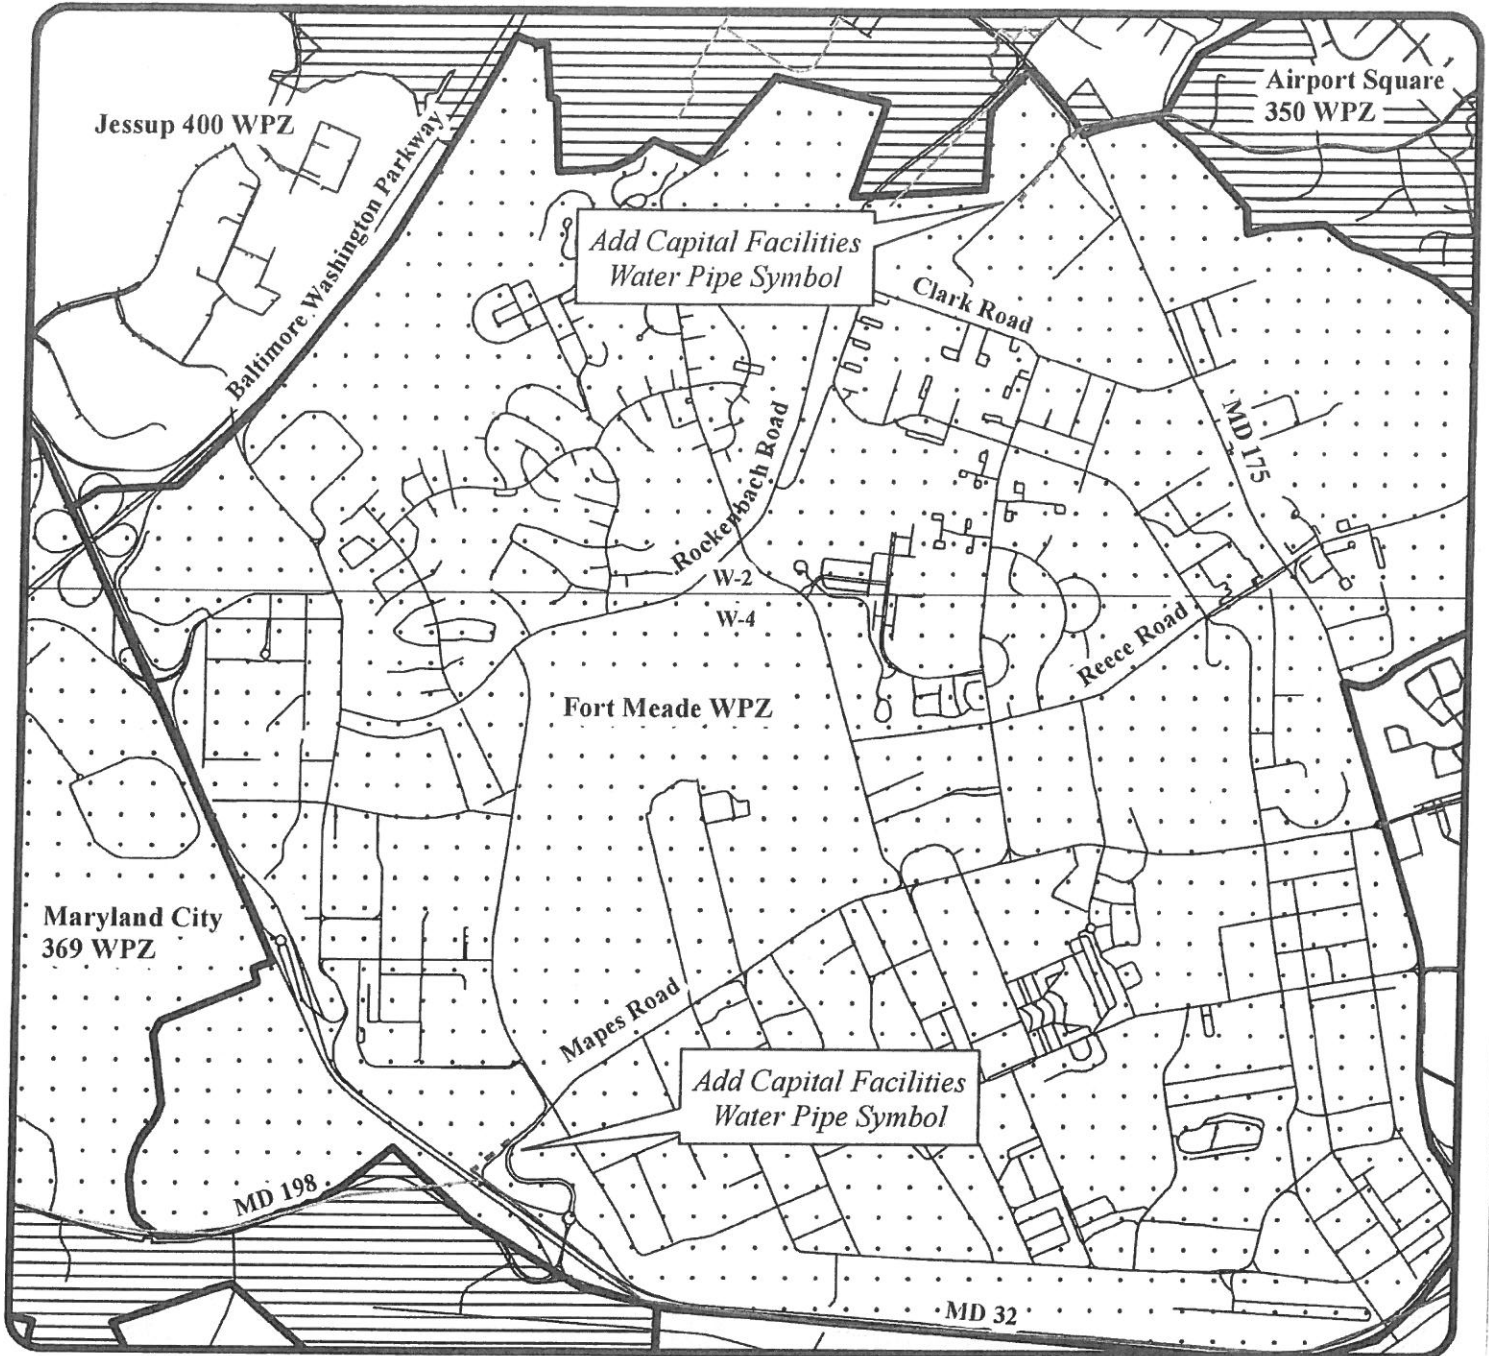 Airport Square
350 WPZ
Jessup 400 WPZ
Baltimore Washington Parkway
Add Capital Facilities
Water Pipe Symbol
Clark Road
MD 175
Rockenbach Road
W-2
W-4
Reece Road
Fort Meade WPZ
Maryland City
369 WPZ
Mapes Road
Add Capital Facilities
Water Pipe Symbol
MD 198
MD 32